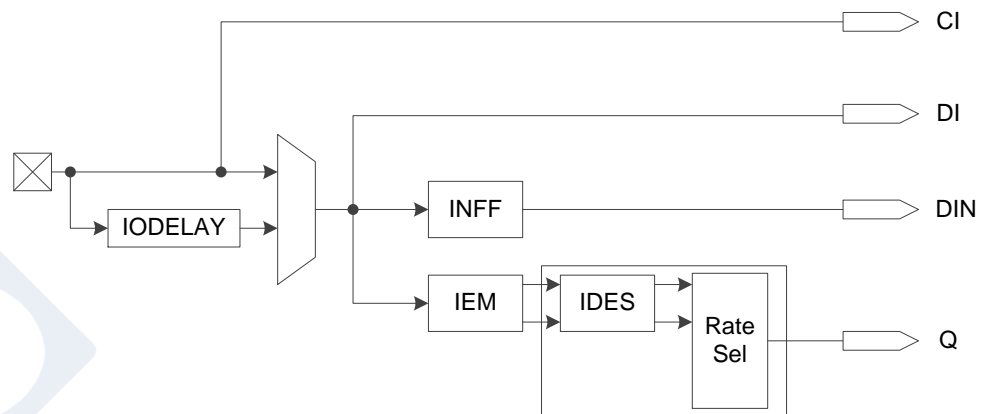 CI
DI
IODELAY
INFF
DIN
IEM
IDES
Rate
Sel
Q